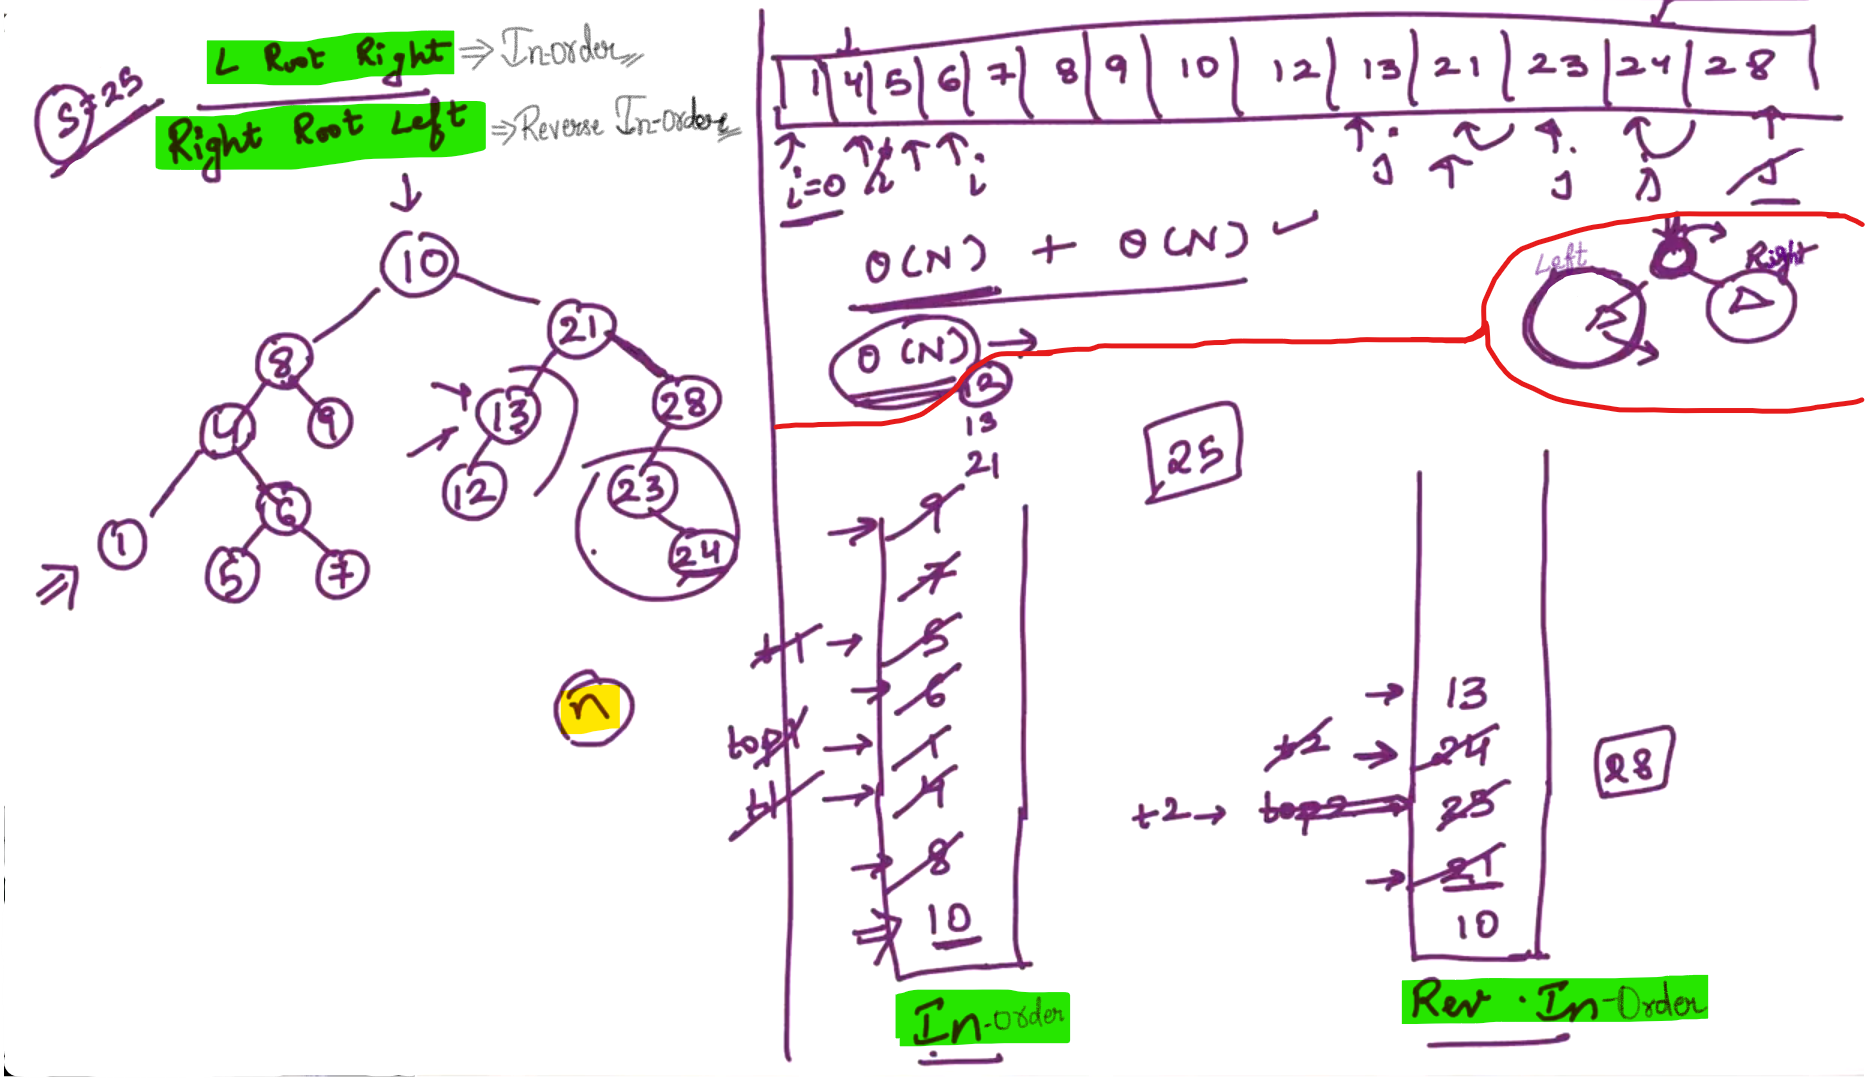 L Root Right ⇒ In-order
S=25
Right Root Left ⇒ Reverse In-order
10
21
8
13
28
4
9
12
23
6
24
1
5
7
n
1 4 5 6 7 8 9 10 12 13 21 23 24 28
i=0 i i j j j j
θ(N) + θ(N) ✓
Left Right
θ(N) →
12
13
21
25
9
7
t1 → 5
6
top1 → 1
t1 → 4
8
10
In-order
13
t2 → 24
t2 → top2 23
21
10
28
Rev · In-Order